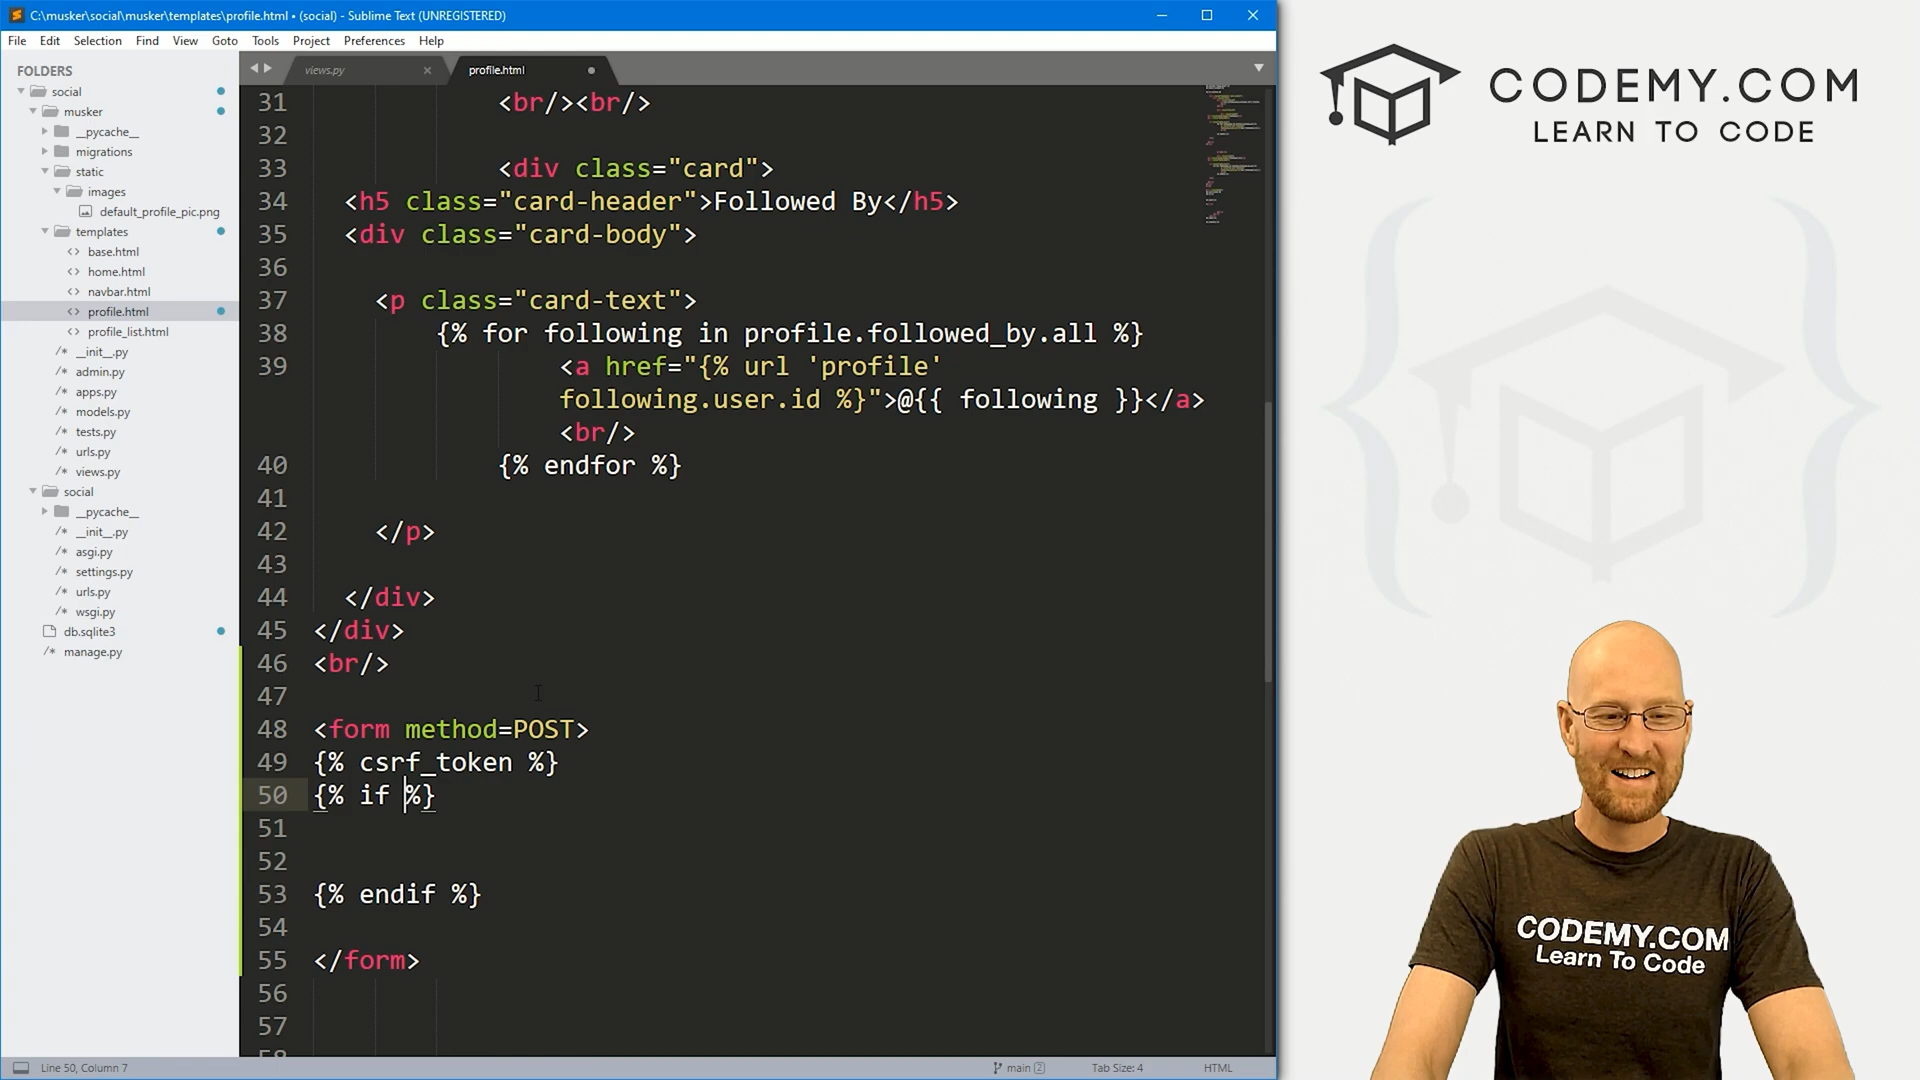 C:\musker\social\musker\templates\profile.html • (social) - Sublime Text (UNREGISTERED)
File Edit Selection Find View Goto Tools Project Preferences Help
FOLDERS
social
musker
__pycache__
migrations
static
images
default_profile_pic.png
templates
base.html
home.html
navbar.html
profile.html
profile_list.html
__init__.py
admin.py
apps.py
models.py
tests.py
urls.py
views.py
social
__pycache__
__init__.py
asgi.py
settings.py
urls.py
wsgi.py
db.sqlite3
manage.py
views.py
profile.html
31 <br/><br/>
32
33 <div class="card">
34 <h5 class="card-header">Followed By</h5>
35 <div class="card-body">
36
37 <p class="card-text">
38 {% for following in profile.followed_by.all %}
39 <a href="{% url 'profile'
following.user.id %}">@{{ following }}</a>
<br/>
40 {% endfor %}
41
42 </p>
43
44 </div>
45 </div>
46 <br/>
47
48 <form method=POST>
49 {% csrf_token %}
50 {% if %}
51
52
53 {% endif %}
54
55 </form>
56
57
Line 50, Column 7
main 2
Tab Size: 4
HTML
CODEMY.COM
LEARN TO CODE
CODEMY.COM
Learn To Code